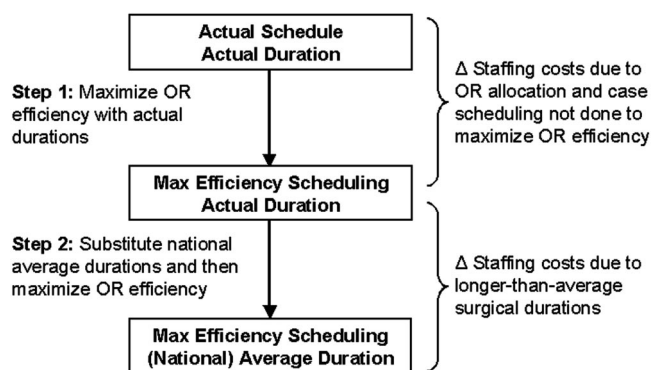 Actual Schedule
Actual Duration
Step 1: Maximize OR
efficiency with actual
durations
Δ Staffing costs due to
OR allocation and case
scheduling not done to
maximize OR efficiency
Max Efficiency Scheduling
Actual Duration
Step 2: Substitute national
average durations and then
maximize OR efficiency
Δ Staffing costs due to
longer-than-average
surgical durations
Max Efficiency Scheduling
(National) Average Duration